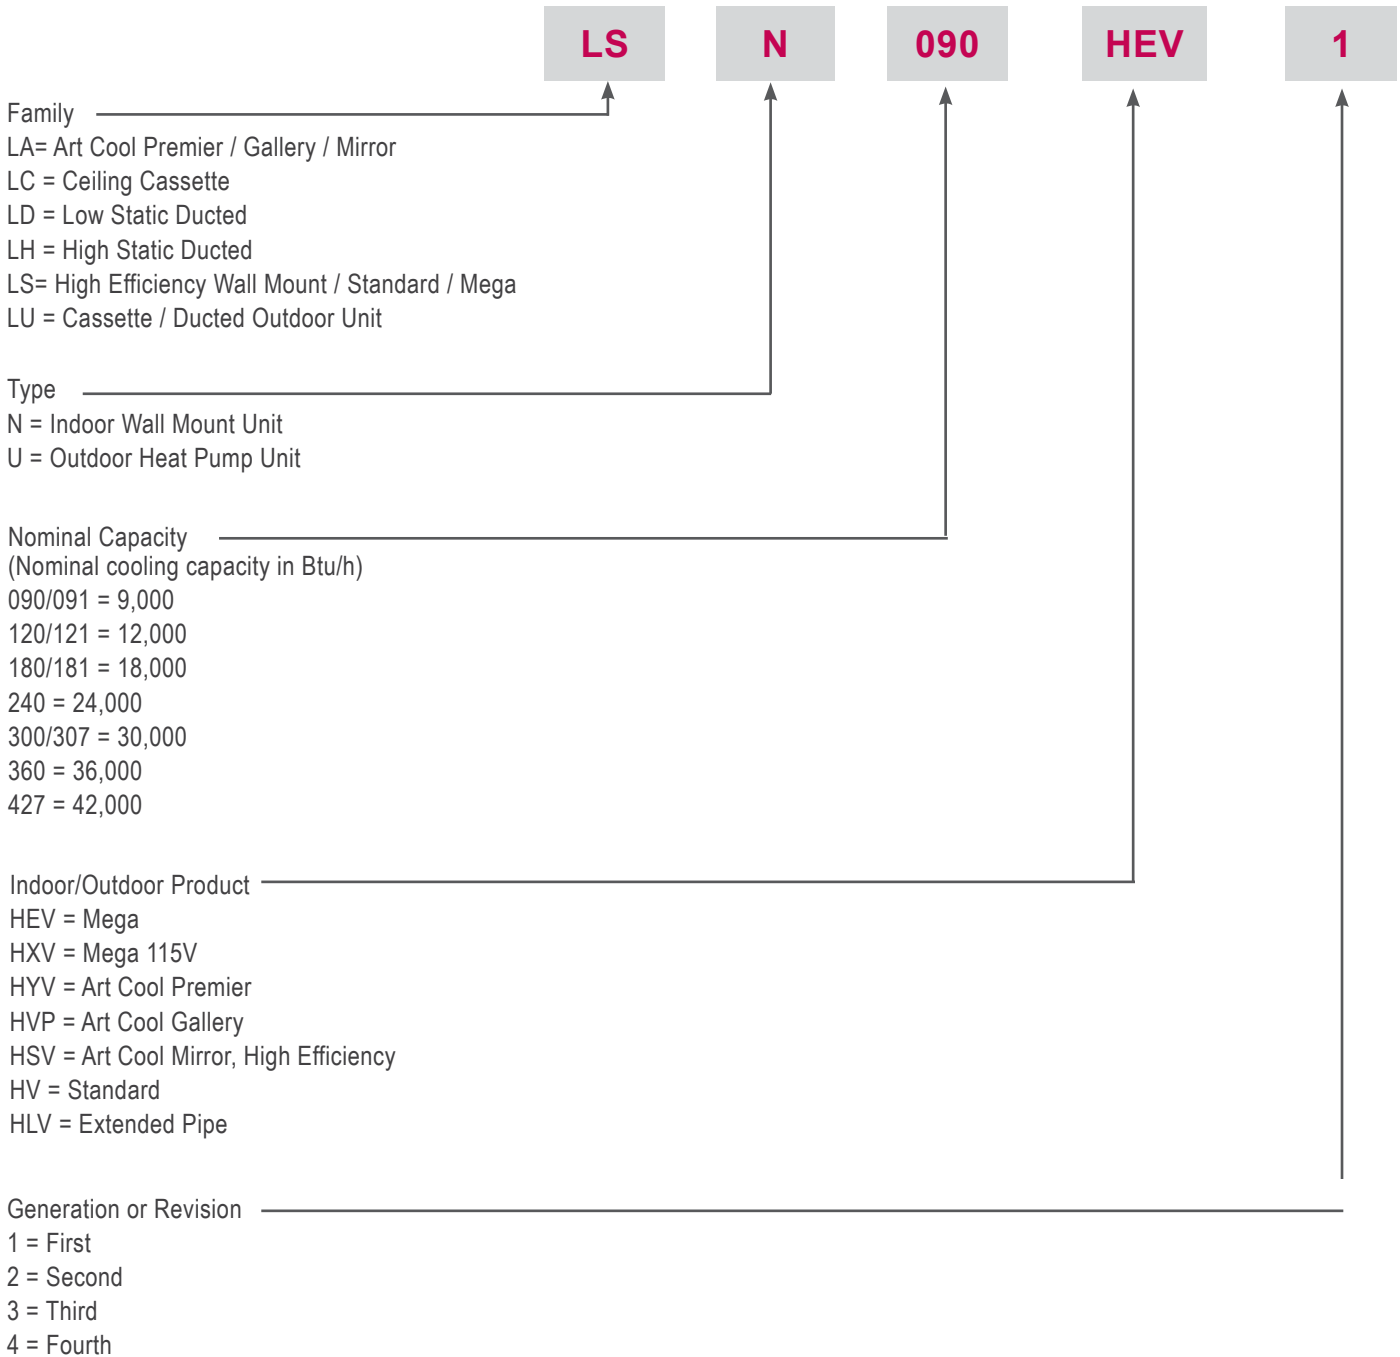 LS N 090 HEV 1
Family
LA= Art Cool Premier / Gallery / Mirror
LC = Ceiling Cassette
LD = Low Static Ducted
LH = High Static Ducted
LS= High Efficiency Wall Mount / Standard / Mega
LU = Cassette / Ducted Outdoor Unit
Type
N = Indoor Wall Mount Unit
U = Outdoor Heat Pump Unit
Nominal Capacity
(Nominal cooling capacity in Btu/h)
090/091 = 9,000
120/121 = 12,000
180/181 = 18,000
240 = 24,000
300/307 = 30,000
360 = 36,000
427 = 42,000
Indoor/Outdoor Product
HEV = Mega
HXV = Mega 115V
HYV = Art Cool Premier
HVP = Art Cool Gallery
HSV = Art Cool Mirror, High Efficiency
HV = Standard
HLV = Extended Pipe
Generation or Revision
1 = First
2 = Second
3 = Third
4 = Fourth